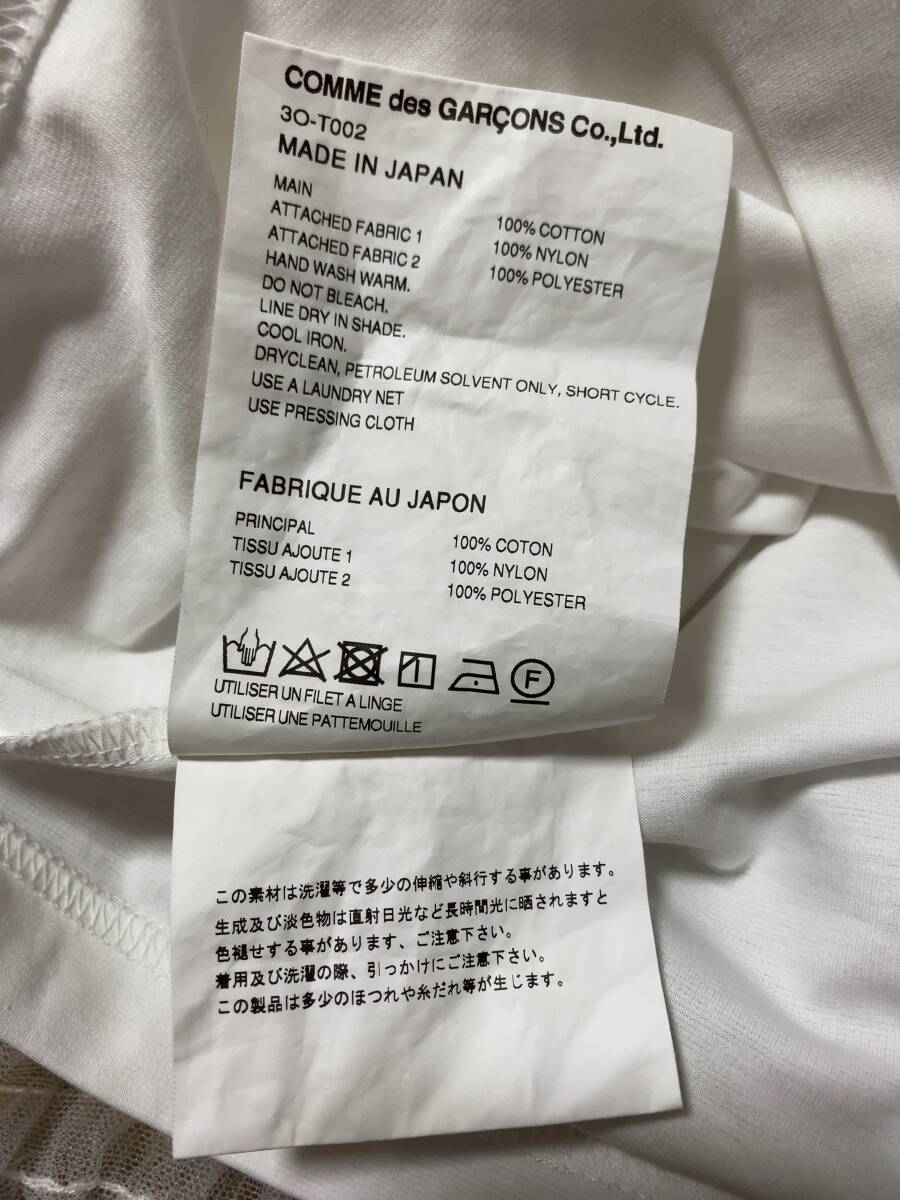 COMME des GARÇONS Co.,Ltd.
3O-T002
MADE IN JAPAN
MAIN 100% COTTON
ATTACHED FABRIC 1 100% NYLON
ATTACHED FABRIC 2 100% POLYESTER
HAND WASH WARM.
DO NOT BLEACH.
LINE DRY IN SHADE.
COOL IRON.
DRYCLEAN, PETROLEUM SOLVENT ONLY, SHORT CYCLE.
USE A LAUNDRY NET
USE PRESSING CLOTH
FABRIQUE AU JAPON
PRINCIPAL 100% COTON
TISSU AJOUTE 1 100% NYLON
TISSU AJOUTE 2 100% POLYESTER
F
UTILISER UN FILET A LINGE
UTILISER UNE PATTEMOUILLE
この素材は洗濯等で多少の伸縮や斜行する事があります。
生成及び淡色物は直射日光など長時間光に晒されますと
色褪せする事があります、ご注意下さい。
着用及び洗濯の際、引っかけにご注意下さい。
この製品は多少のほつれや糸だれ等が生じます。